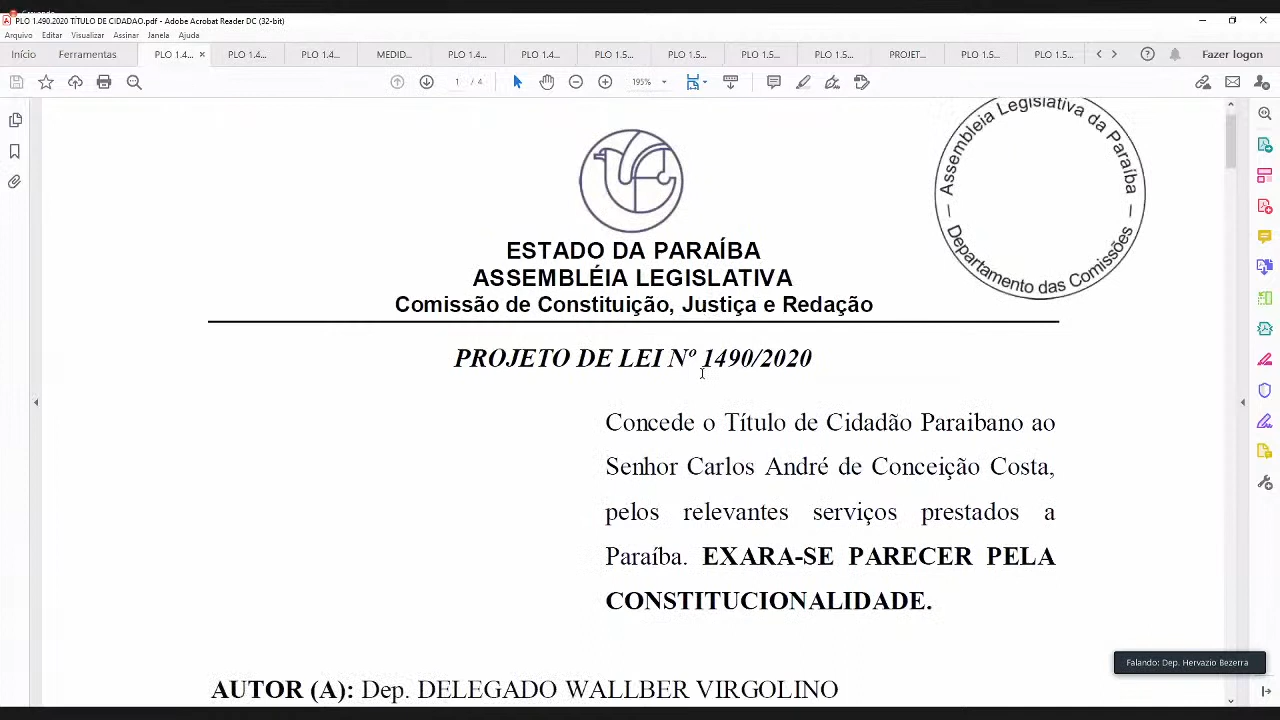 PLO 1.490.2020 TÍTULO DE CIDADAO.pdf - Adobe Acrobat Reader DC (32-bit)
Arquivo Editar Visualizar Assinar Janela Ajuda
Início Ferramentas PLO 1.4... × PLO 1.4... PLO 1.4... MEDID... PLO 1.4... PLO 1.4... PLO 1.5... PLO 1.5... PLO 1.5... PLO 1.5... PROJET... PLO 1.5... PLO 1.5... Fazer logon
1 / 4 195%
Assembleia Legislativa da Paraíba
Departamento das Comissões
ESTADO DA PARAÍBA
ASSEMBLÉIA LEGISLATIVA
Comissão de Constituição, Justiça e Redação
PROJETO DE LEI Nº 1490/2020
Concede o Título de Cidadão Paraibano ao
Senhor Carlos André de Conceição Costa,
pelos relevantes serviços prestados a
Paraíba. EXARA-SE PARECER PELA
CONSTITUCIONALIDADE.
Falando: Dep. Hervazio Bezerra
AUTOR (A): Dep. DELEGADO WALLBER VIRGOLINO